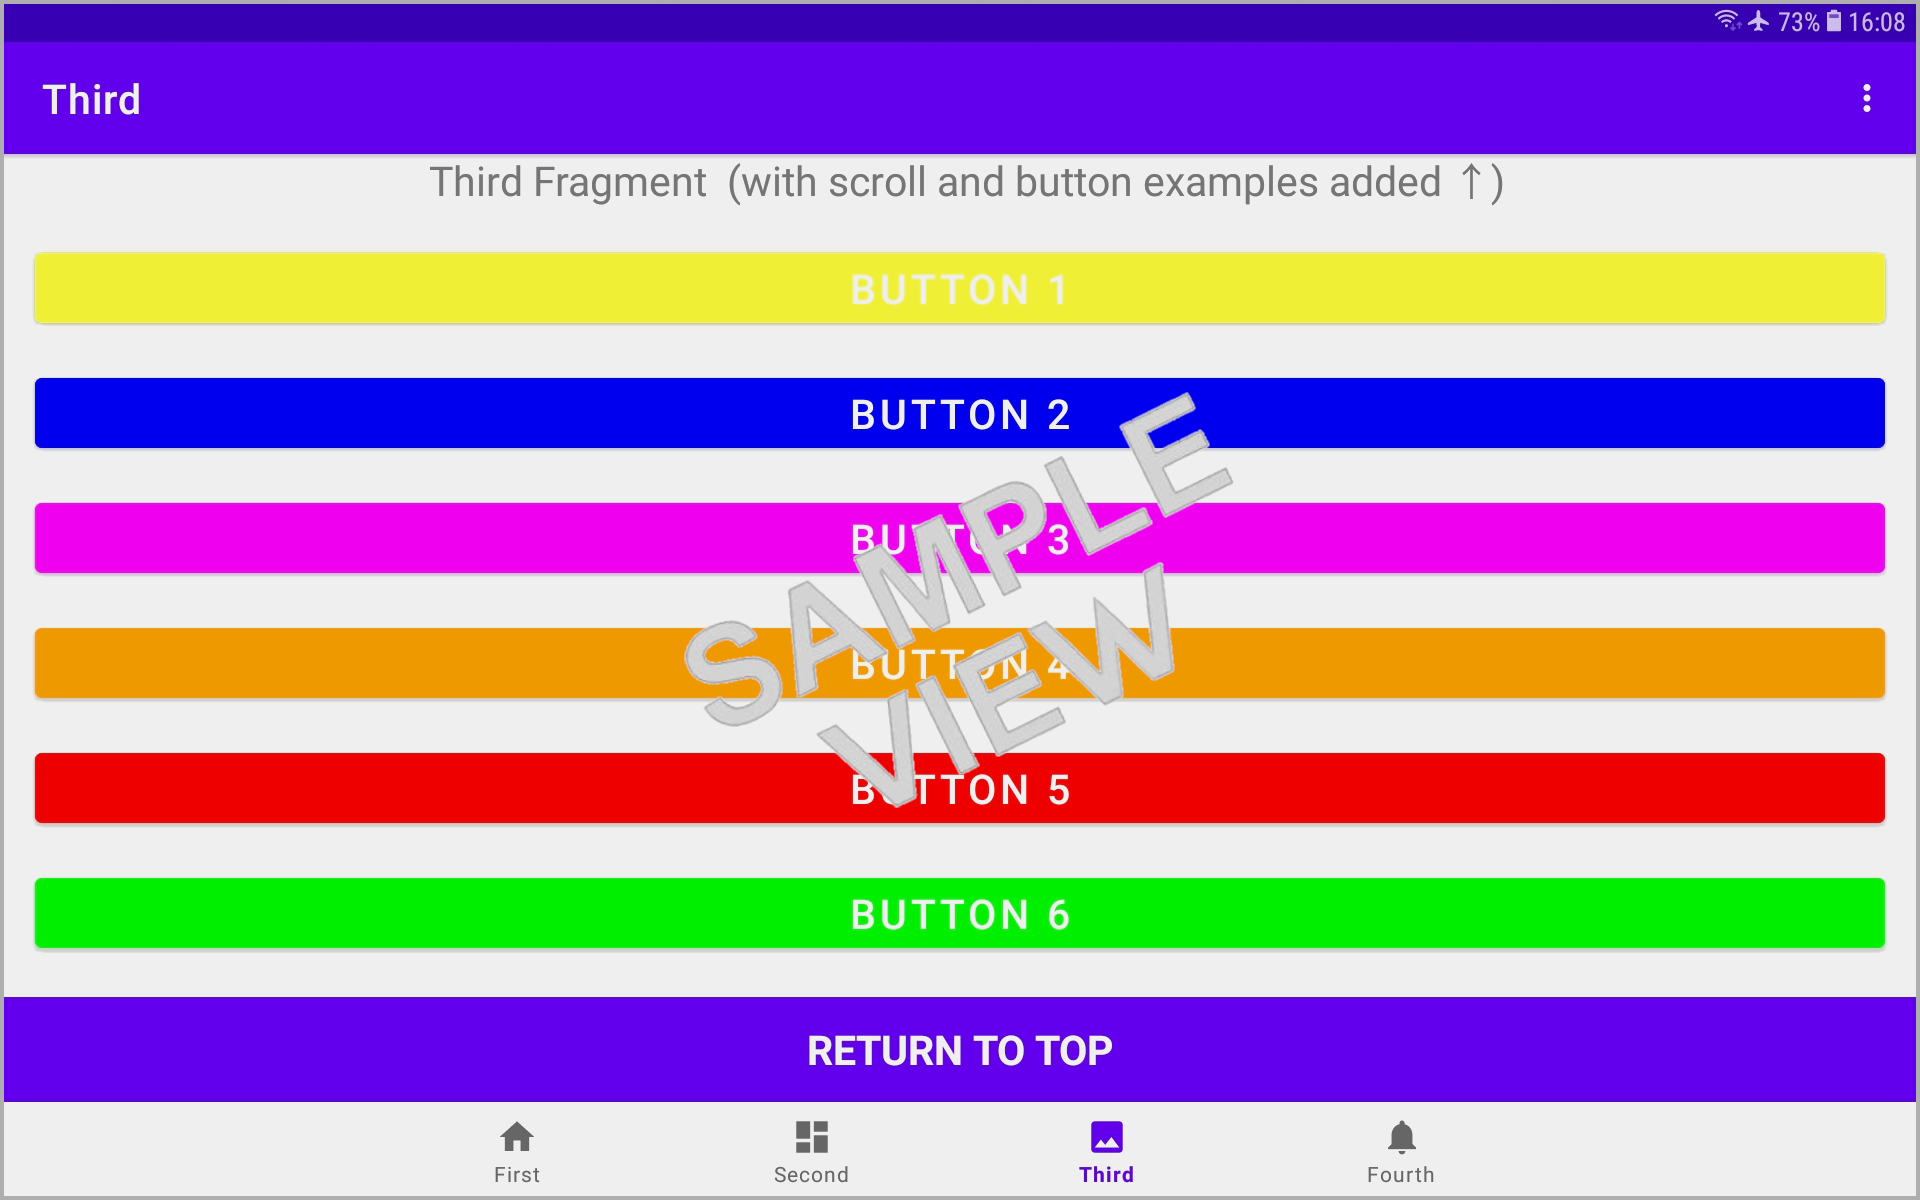 73% 16:08
Third
Third Fragment (with scroll and button examples added ↑)
BUTTON 1
BUTTON 2
BUTTON 3
BUTTON 4
BUTTON 5
BUTTON 6
SAMPLE
VIEW
RETURN TO TOP
First Second Third Fourth